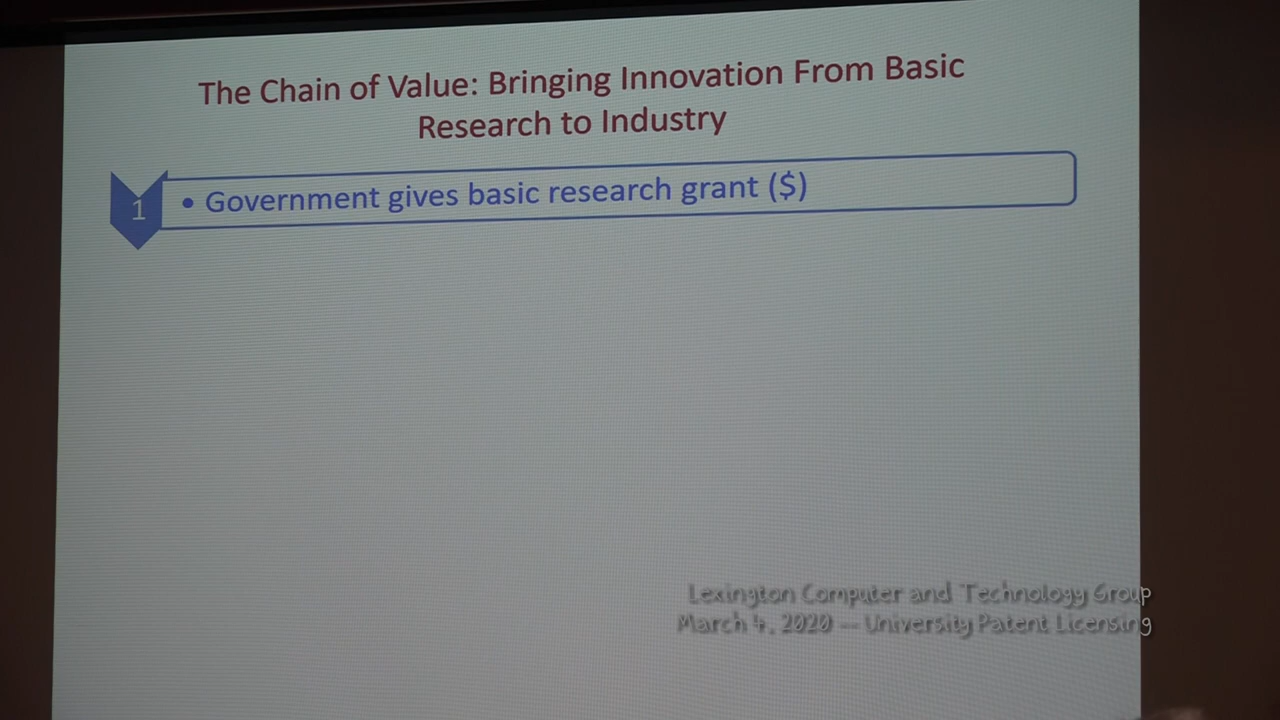 The Chain of Value: Bringing Innovation From Basic
Research to Industry
1
• Government gives basic research grant ($)
Lexington Computer and Technology Group
March 4, 2020 — University Patent Licensing